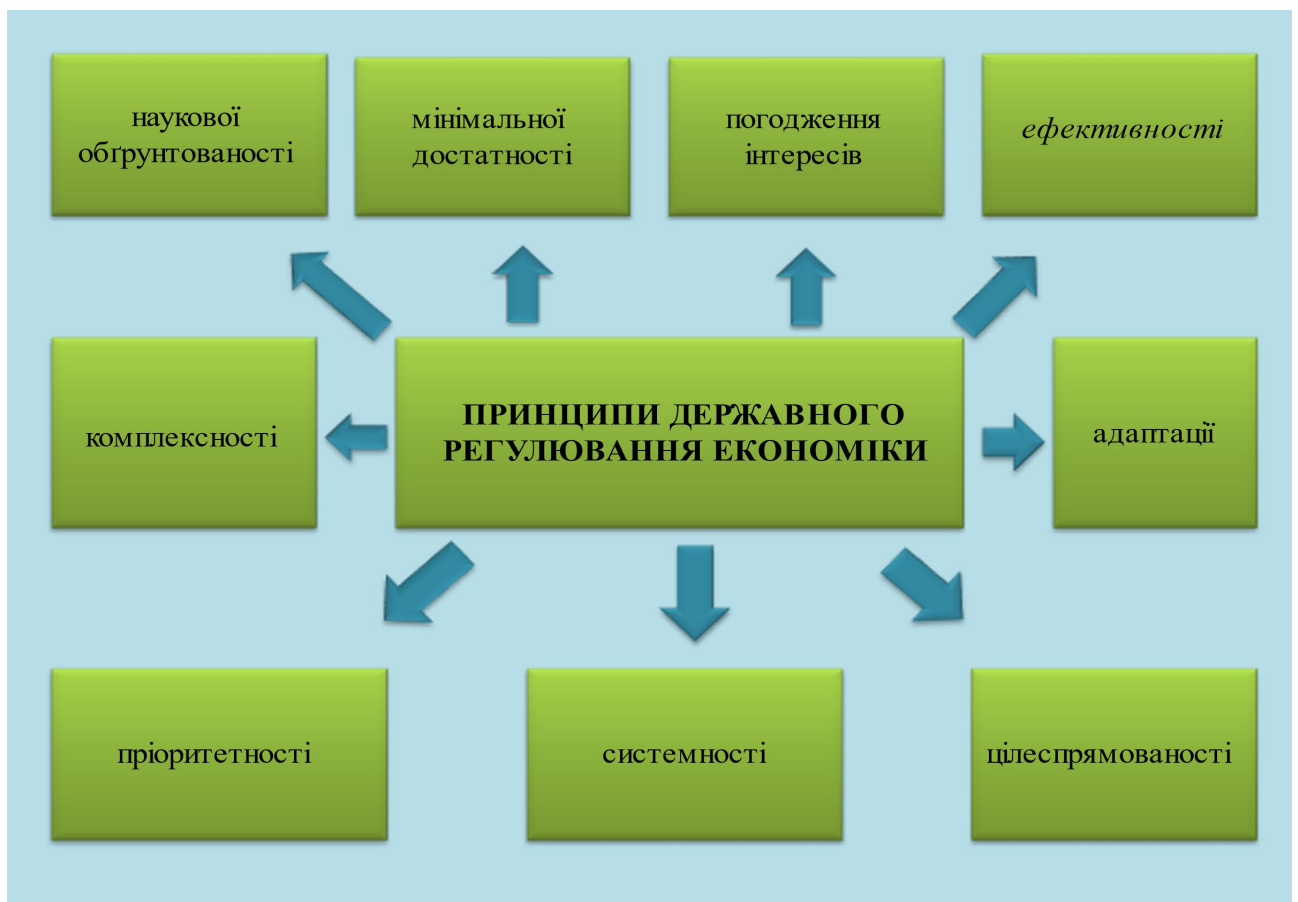 наукової
обґрунтованості
мінімальної
достатності
погодження
інтересів
ефективності
комплексності
ПРИНЦИПИ ДЕРЖАВНОГО
РЕГУЛЮВАННЯ ЕКОНОМІКИ
адаптації
пріоритетності
системності
цілеспрямованості